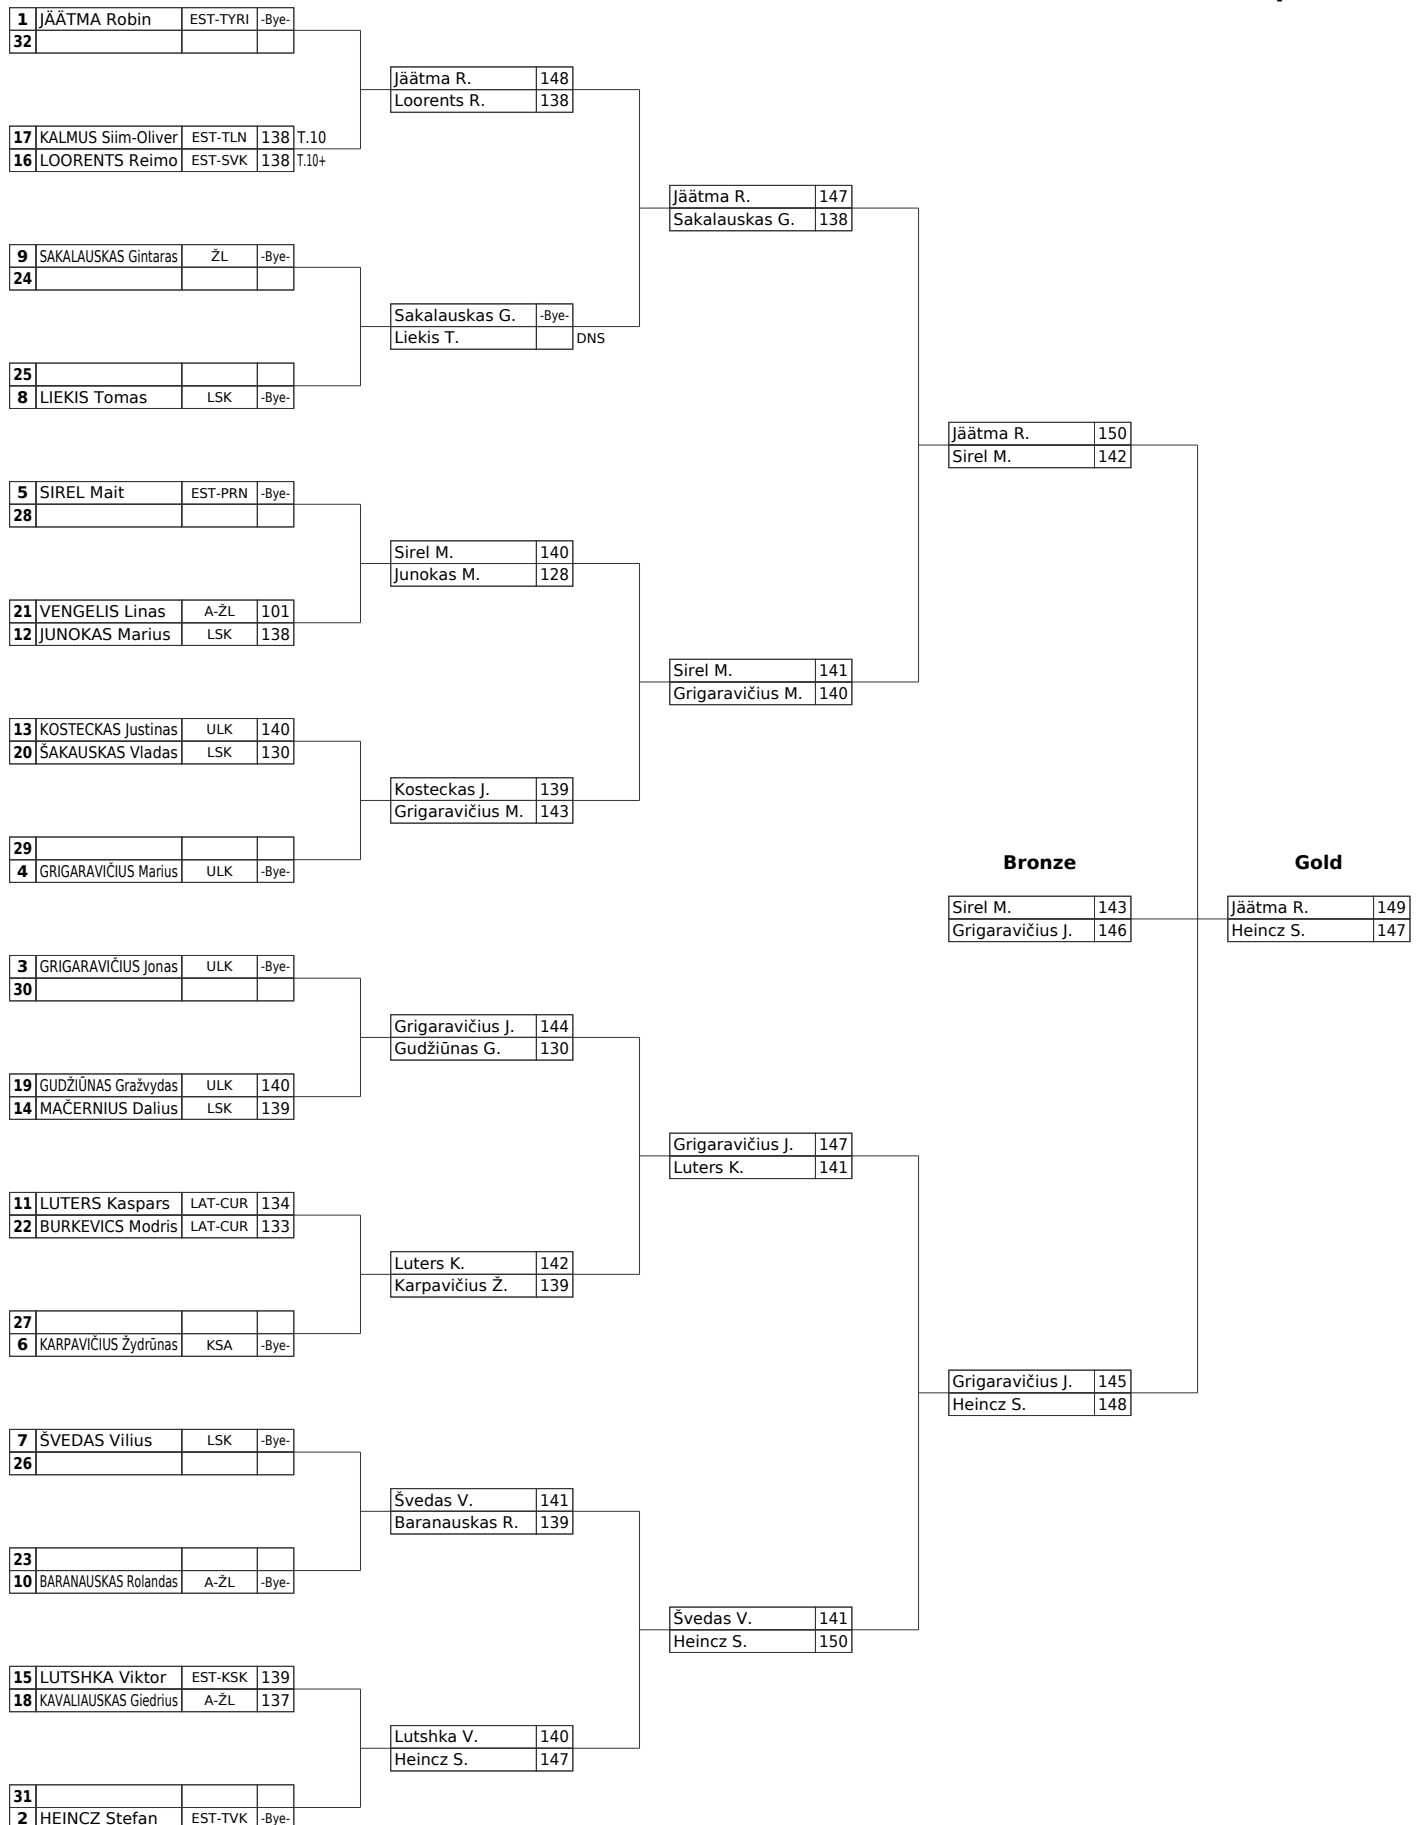 1 JÄÄTMA Robin EST-TYRI -Bye-
32
Jäätma R. 148
Loorents R. 138
17 KALMUS Siim-Oliver EST-TLN 138 T.10
16 LOORENTS Reimo EST-SVK 138 T.10+
Jäätma R. 147
Sakalauskas G. 138
9 SAKALAUSKAS Gintaras ŽL -Bye-
24
Sakalauskas G. -Bye-
Liekis T. DNS
25
8 LIEKIS Tomas LSK -Bye-
Jäätma R. 150
Sirel M. 142
5 SIREL Mait EST-PRN -Bye-
28
Sirel M. 140
Junokas M. 128
21 VENGELIS Linas A-ŽL 101
12 JUNOKAS Marius LSK 138
Sirel M. 141
Grigaravičius M. 140
13 KOSTECKAS Justinas ULK 140
20 ŠAKAUSKAS Vladas LSK 130
Kosteckas J. 139
Grigaravičius M. 143
29
4 GRIGARAVIČIUS Marius ULK -Bye-
Bronze Gold
Sirel M. 143 Jäätma R. 149
Grigaravičius J. 146 Heincz S. 147
3 GRIGARAVIČIUS Jonas ULK -Bye-
30
Grigaravičius J. 144
Gudžiūnas G. 130
19 GUDŽIŪNAS Gražvydas ULK 140
14 MAČERNIUS Dalius LSK 139
Grigaravičius J. 147
Luters K. 141
11 LUTERS Kaspars LAT-CUR 134
22 BURKEVICS Modris LAT-CUR 133
Luters K. 142
Karpavičius Ž. 139
27
6 KARPAVIČIUS Žydrūnas KSA -Bye-
Grigaravičius J. 145
Heincz S. 148
7 ŠVEDAS Vilius LSK -Bye-
26
Švedas V. 141
Baranauskas R. 139
23
10 BARANAUSKAS Rolandas A-ŽL -Bye-
Švedas V. 141
Heincz S. 150
15 LUTSHKA Viktor EST-KSK 139
18 KAVALIAUSKAS Giedrius A-ŽL 137
Lutshka V. 140
Heincz S. 147
31
2 HEINCZ Stefan EST-TVK -Bye-